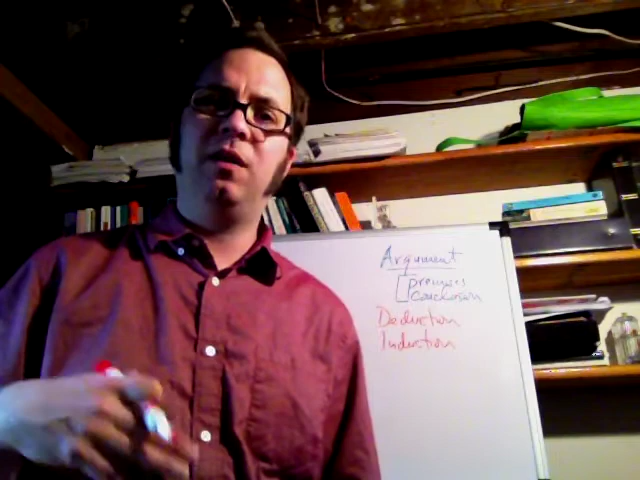 Argument
premises
Conclusion
Deduction
Induction